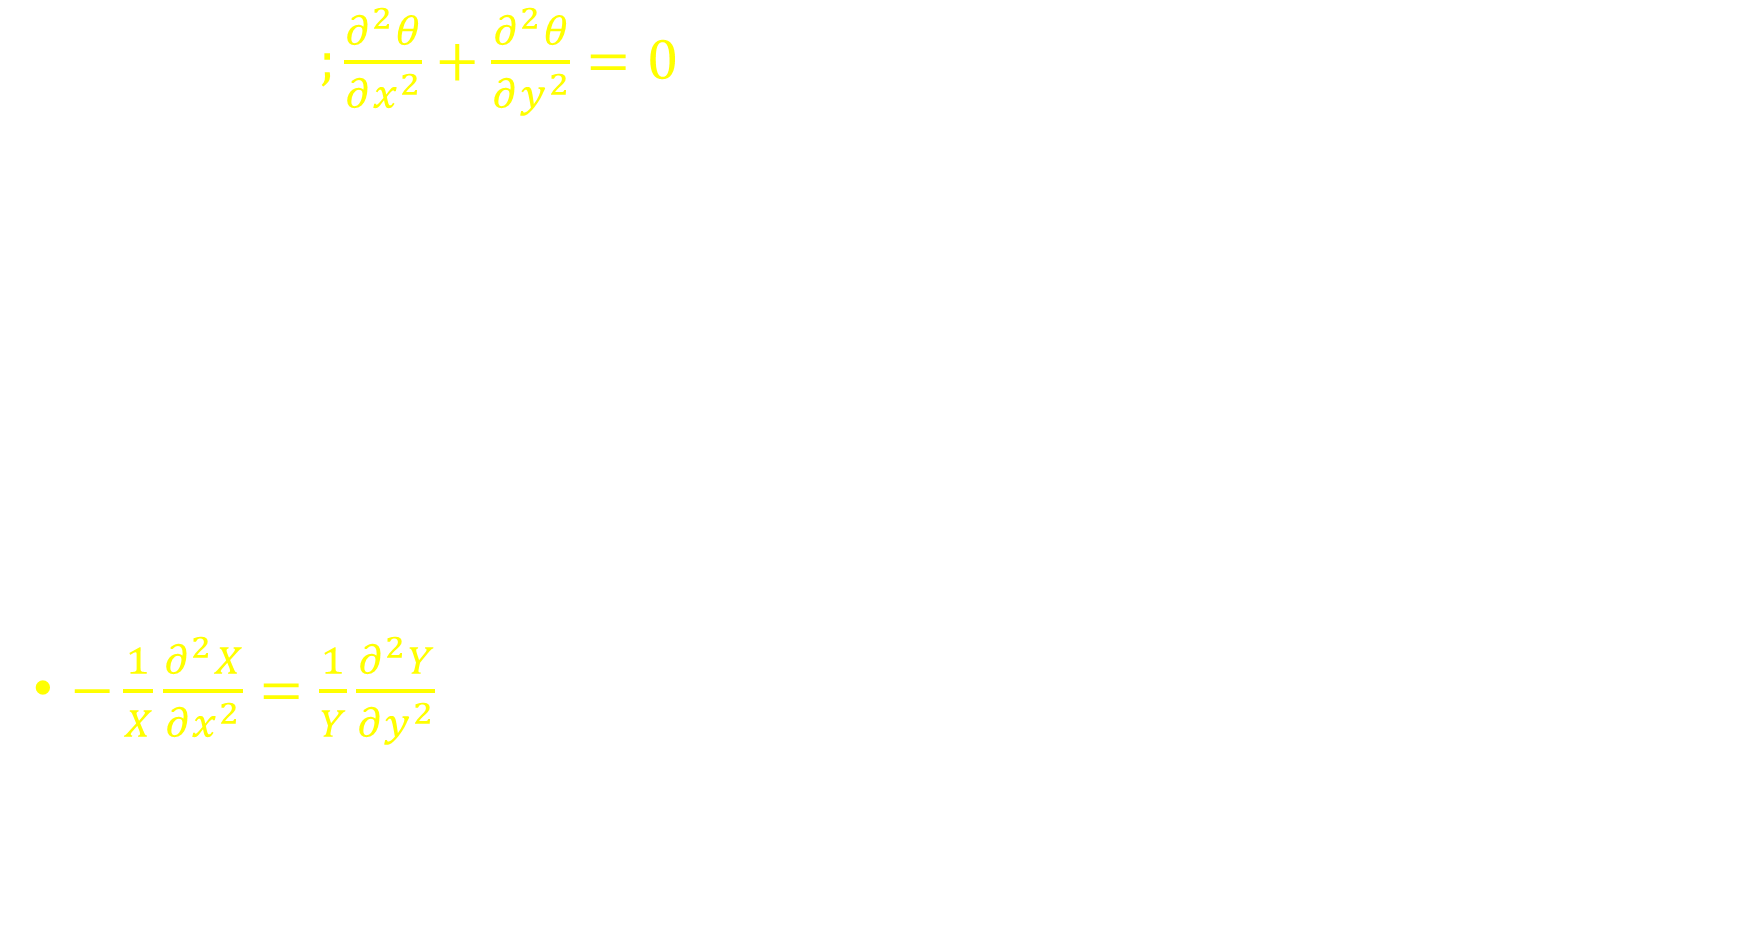 ; ∂²θ/∂x² + ∂²θ/∂y² = 0
• − 1/X ∂²X/∂x² = 1/Y ∂²Y/∂y²